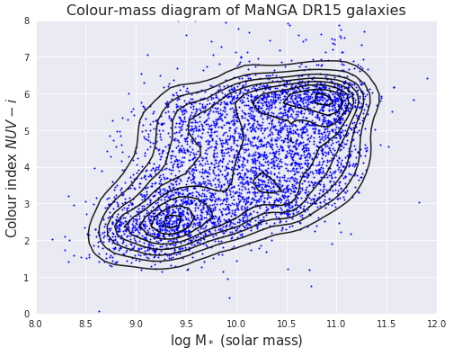 Colour-mass diagram of MaNGA DR15 galaxies
8
7
6
5
4
3
2
1
0
Colour index NUV − i
8.0 8.5 9.0 9.5 10.0 10.5 11.0 11.5 12.0
log M* (solar mass)